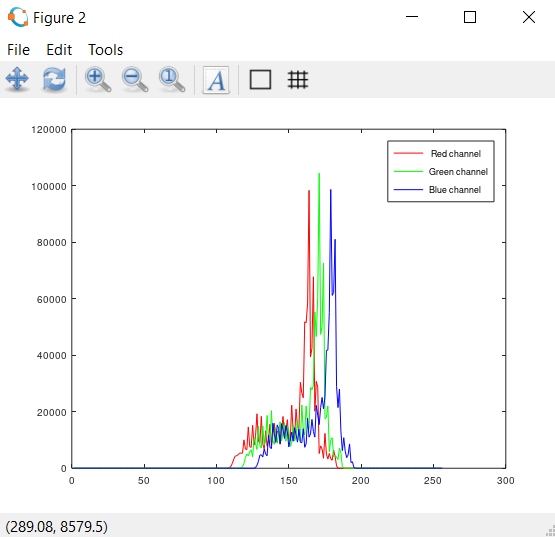 Figure 2
File Edit Tools
120000
100000
80000
60000
40000
20000
0
0 50 100 150 200 250 300
Red channel
Green channel
Blue channel
(289.08, 8579.5)